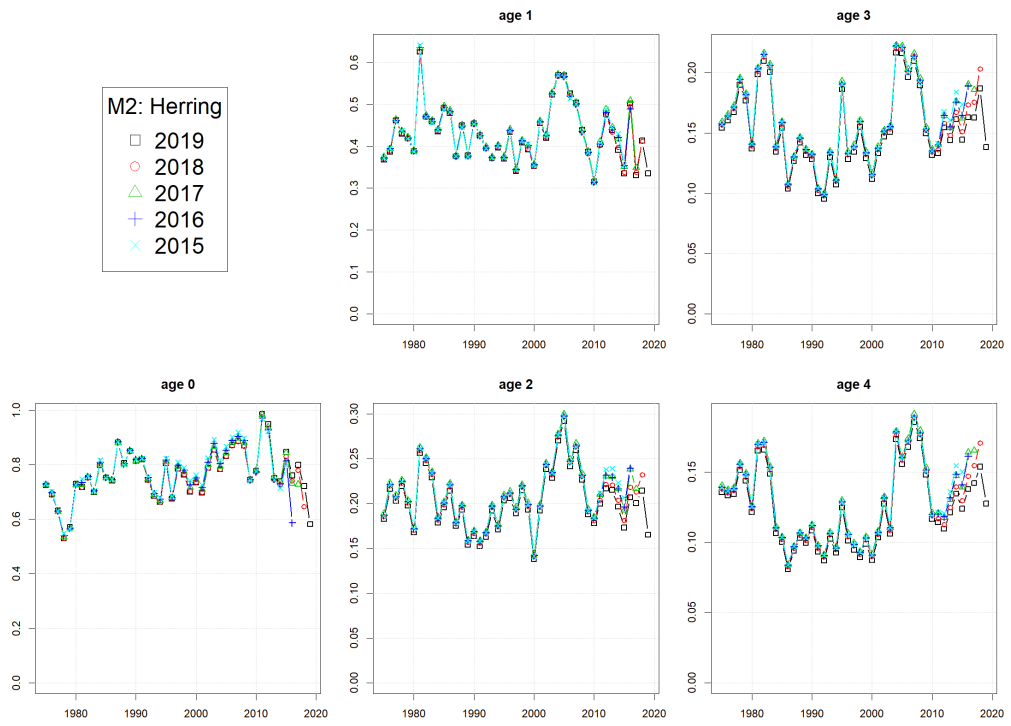 age 1
age 3
M2: Herring
2019
2018
2017
2016
2015
0.0 0.1 0.2 0.3 0.4 0.5 0.6
1980 1990 2000 2010 2020
0.00 0.05 0.10 0.15 0.20
1980 1990 2000 2010 2020
age 0
age 2
age 4
0.0 0.2 0.4 0.6 0.8 1.0
1980 1990 2000 2010 2020
0.00 0.05 0.10 0.15 0.20 0.25 0.30
1980 1990 2000 2010 2020
0.00 0.05 0.10 0.15
1980 1990 2000 2010 2020